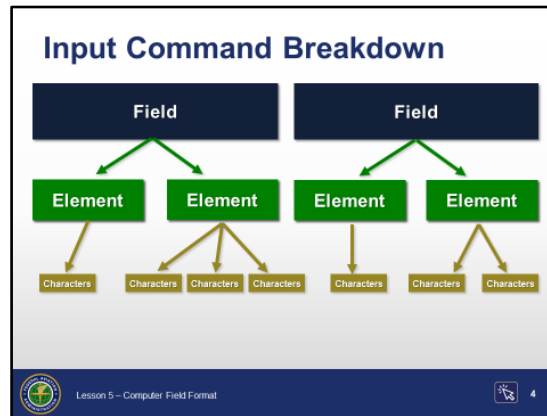 Input Command Breakdown
Field Field
Element Element Element Element
Characters Characters Characters Characters Characters Characters Characters
Lesson 5 – Computer Field Format
4